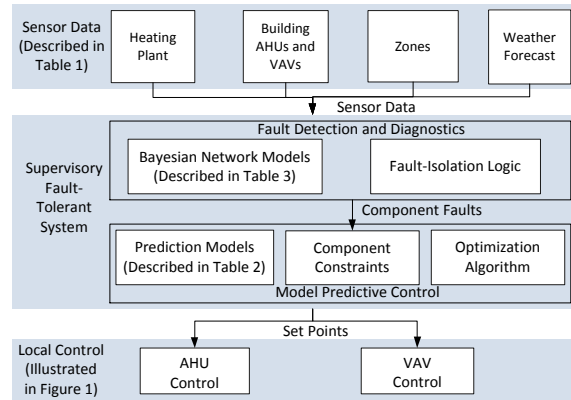 Sensor Data
(Described in
Table 1)
Heating
Plant
Building
AHUs and
VAVs
Zones
Weather
Forecast
Sensor Data
Supervisory
Fault-
Tolerant
System
Fault Detection and Diagnostics
Bayesian Network Models
(Described in Table 3)
Fault-Isolation Logic
Component Faults
Prediction Models
(Described in Table 2)
Component
Constraints
Optimization
Algorithm
Model Predictive Control
Set Points
Local Control
(Illustrated
in Figure 1)
AHU
Control
VAV
Control